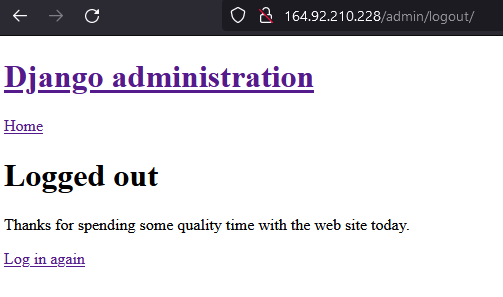 164.92.210.228/admin/logout/
Django administration
Home
Logged out
Thanks for spending some quality time with the web site today.
Log in again